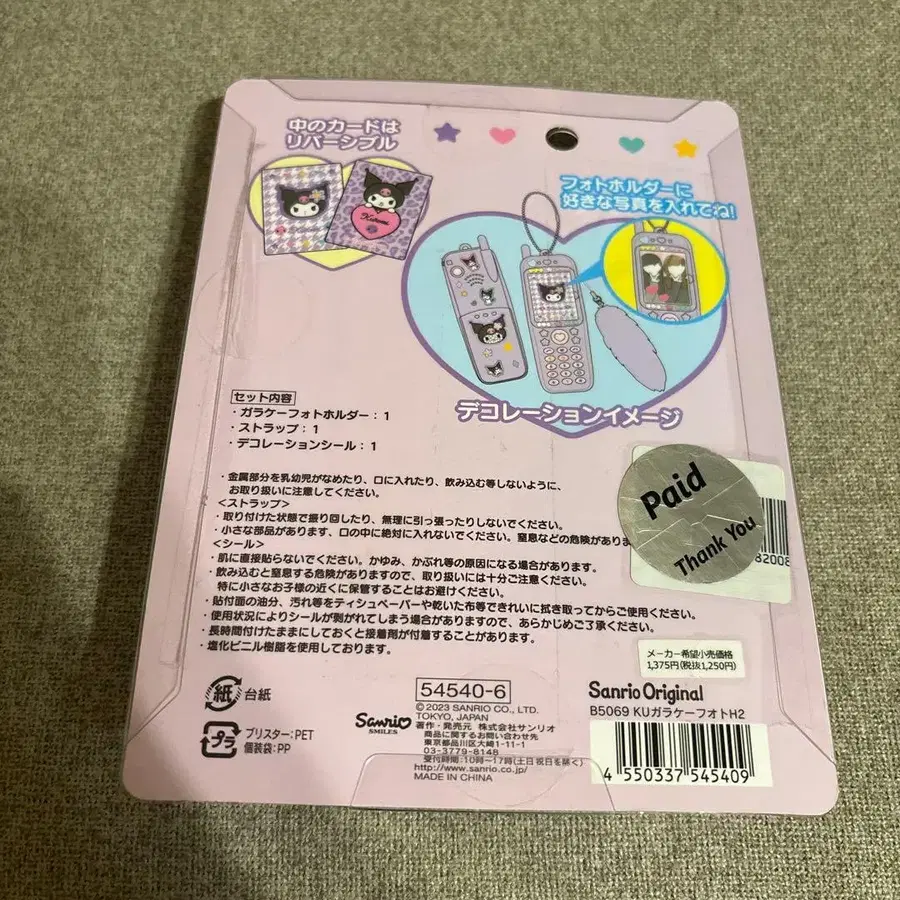 中のカードは
リバーシブル
Kuromi
フォトホルダーに
好きな写真を入れてね!
デコレーションイメージ
セット内容
・ガラケーフォトホルダー：1
・ストラップ：1
・デコレーションシール：1
・金属部分を乳幼児がなめたり、口に入れたり、飲み込む等しないように、
お取り扱いに注意してください。
<ストラップ>
・取り付けた状態で振り回したり、無理に引っ張ったりしないでください。
・小さな部品があります、口の中に絶対に入れないでください。窒息などの危険がありま
<シール>
・肌に直接貼らないでください。かゆみ、かぶれ等の原因になる場合があります。
・飲み込むと窒息する危険がありますので、取り扱いには十分ご注意ください。
特に小さなお子様の近くに保管することはお避けください。
・貼付面の油分、汚れ等をティシュペーパーや乾いた布等できれいに拭き取ってからご使用ください。
・使用状況によりシールが剥がれてしまう場合がありますので、あらかじめご了承ください。
・長時間付けたままにしておくと接着剤が付着することがあります。
・塩化ビニル樹脂を使用しております。
Paid
Thank You
82008
メーカー希望小売価格
1,375円(税抜1,250円)
紙 台紙
プラ
ブリスター：PET
個装袋：PP
Sanrio
SMILES
54540-6
©2023 SANRIO CO., LTD.
TOKYO, JAPAN
著作・発売元 株式会社サンリオ
商品に関するお問い合わせ先
東京都品川区大崎1-11-1
03-3779-8148
受付時間：10時〜17時(土日祝日を除く)
http://www.sanrio.co.jp/
MADE IN CHINA
Sanrio Original
B5069 KUガラケーフォトH2
4 550337 545409